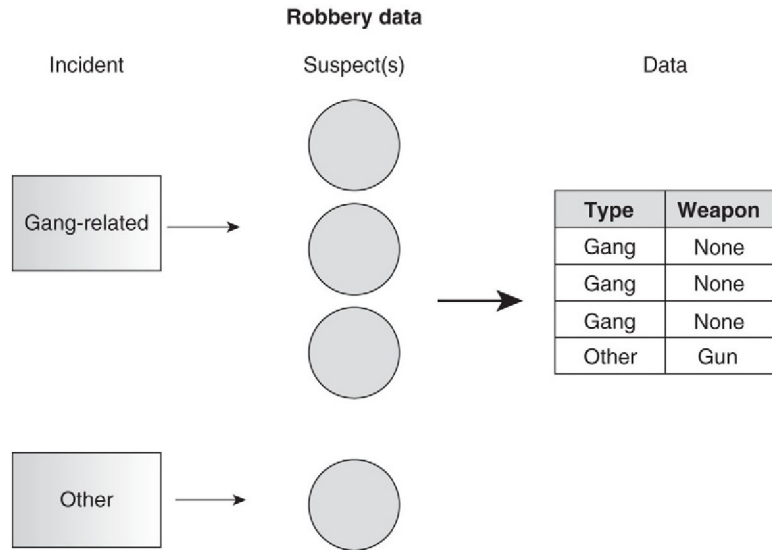 Robbery data
Incident Suspect(s) Data
Gang-related
Type Weapon
Gang None
Gang None
Gang None
Other Gun
Other